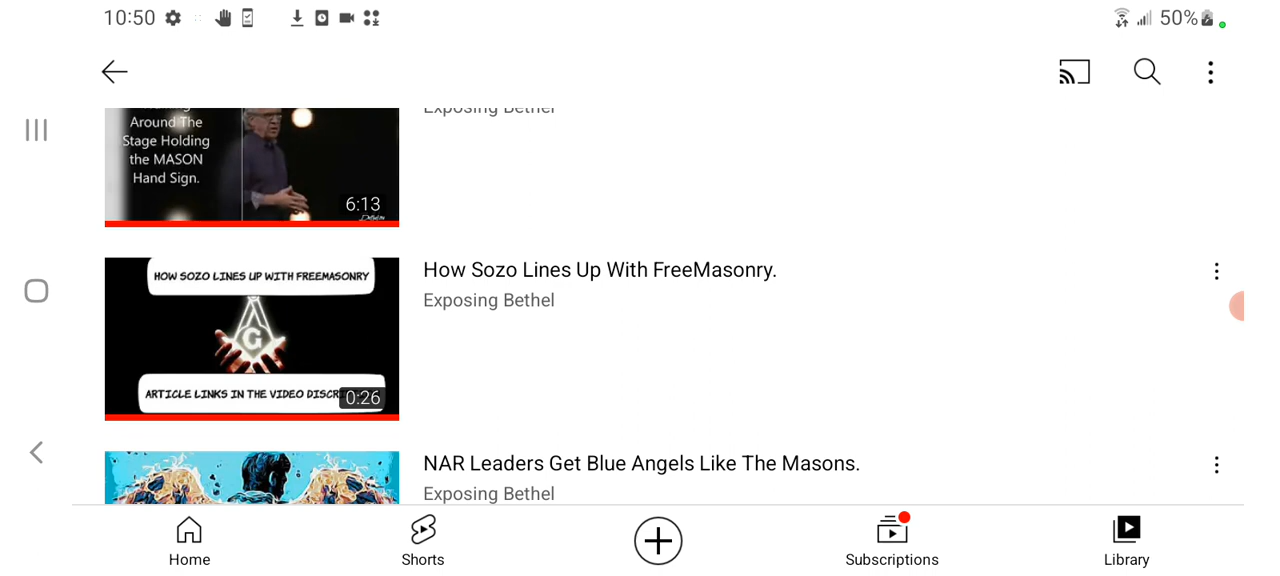 10:50
50%
Exposing Bethel
Around The
Stage Holding
the MASON
Hand Sign.
6:13
HOW SOZO LINES UP WITH FREEMASONRY
G
ARTICLE LINKS IN THE VIDEO
0:26
How Sozo Lines Up With FreeMasonry.
Exposing Bethel
NAR Leaders Get Blue Angels Like The Masons.
Exposing Bethel
Home
Shorts
Subscriptions
Library